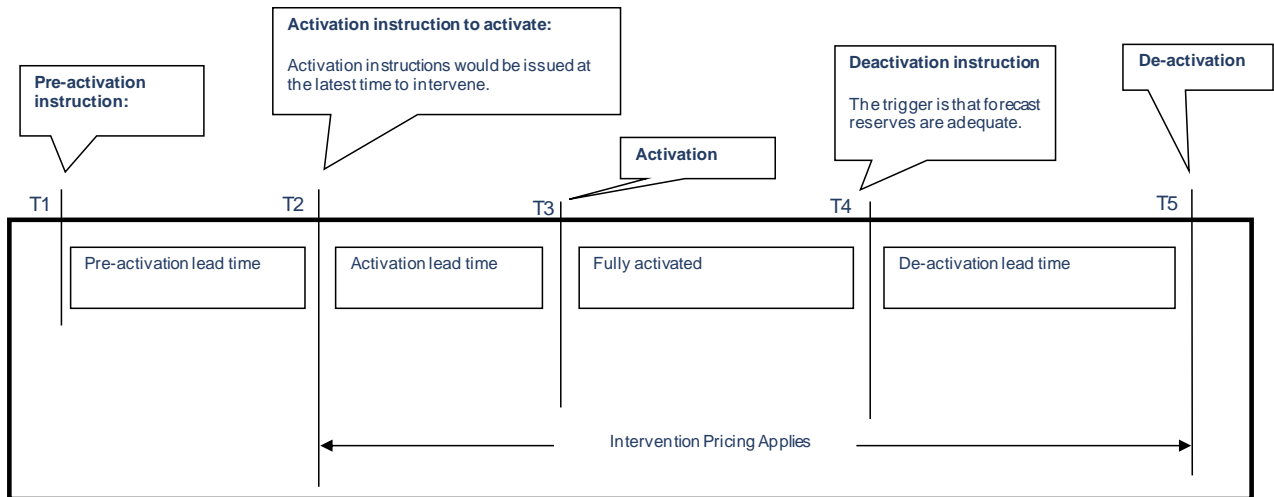 Activation instruction to activate:
Activation instructions would be issued at
the latest time to intervene.
Pre-activation
instruction:
Deactivation instruction
The trigger is that forecast
reserves are adequate.
De-activation
Activation
T1
T2
T3
T4
T5
Pre-activation lead time
Activation lead time
Fully activated
De-activation lead time
Intervention Pricing Applies